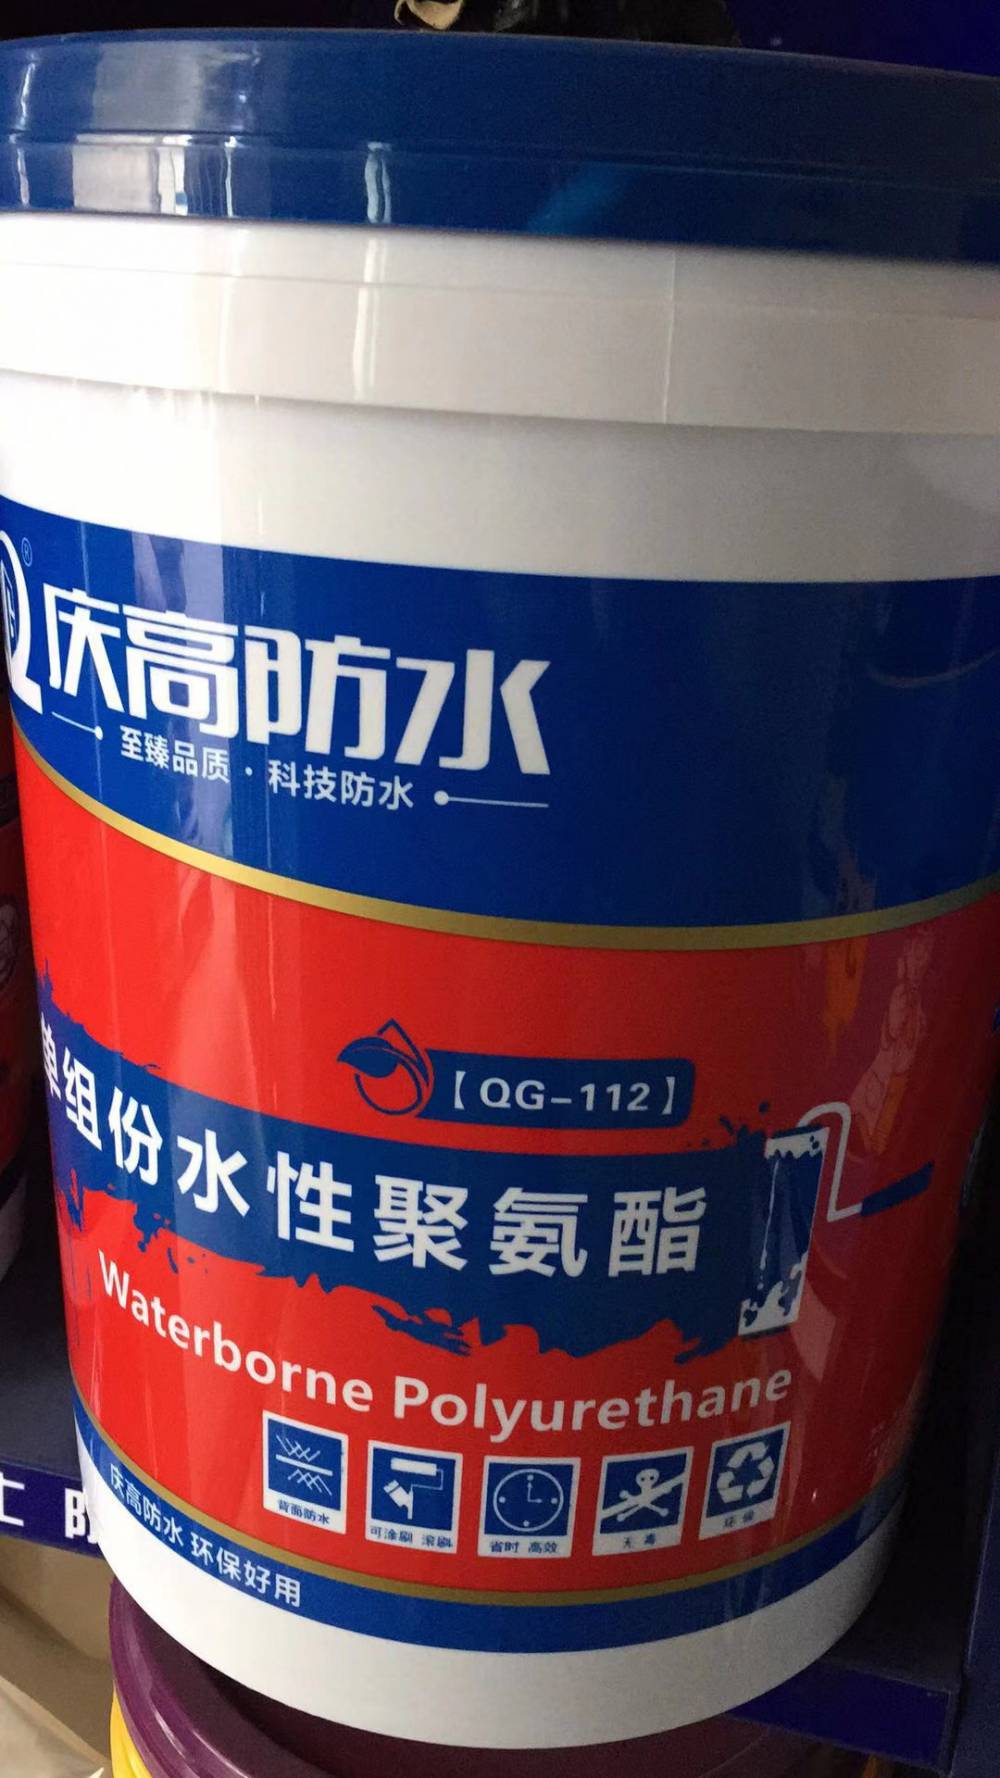 庆高防水
至臻品质·科技防水
【QG-112】
单组份水性聚氨酯
Waterborne Polyurethane
背面防水
可涂刷 滚刷
省时 高效
无毒
环保
庆高防水 环保好用